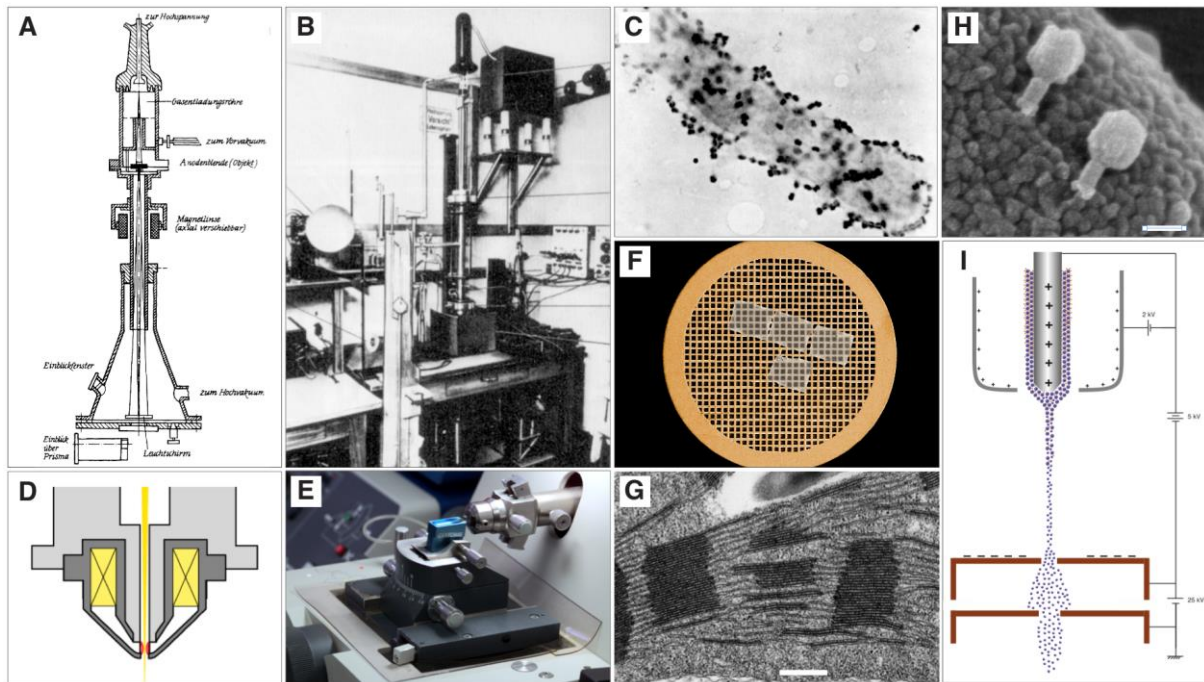 A
zur Hochspannung
Gasentladungsröhre
zum Vorvakuum
Anodenblende (Objekt)
Magnetlinse
(axial verschiebbar)
Einblickfenster
zum Hochvakuum
Einblick
über
Prisma
Leuchtschirm
B
C
H
D
E
F
G
I
+
+
+
+
+
2 kV
5 kV
25 kV